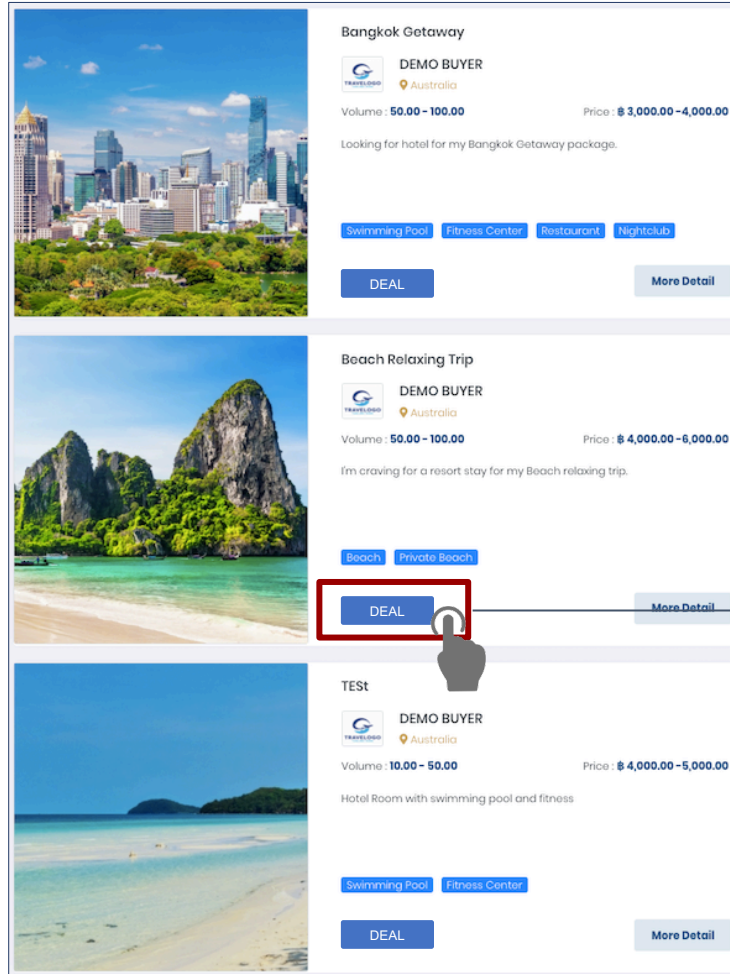 Bangkok Getaway
DEMO BUYER
TRAVELOGO
Australia
Volume : 50.00 - 100.00 Price : ฿ 3,000.00 -4,000.00
Looking for hotel for my Bangkok Getaway package.
Swimming Pool Fitness Center Restaurant Nightclub
DEAL More Detail
Beach Relaxing Trip
DEMO BUYER
TRAVELOGO
Australia
Volume : 50.00 - 100.00 Price : ฿ 4,000.00 -6,000.00
I'm craving for a resort stay for my Beach relaxing trip.
Beach Private Beach
DEAL More Detail
TESt
DEMO BUYER
TRAVELOGO
Australia
Volume : 10.00 - 50.00 Price : ฿ 4,000.00 -5,000.00
Hotel Room with swimming pool and fitness
Swimming Pool Fitness Center
DEAL More Detail